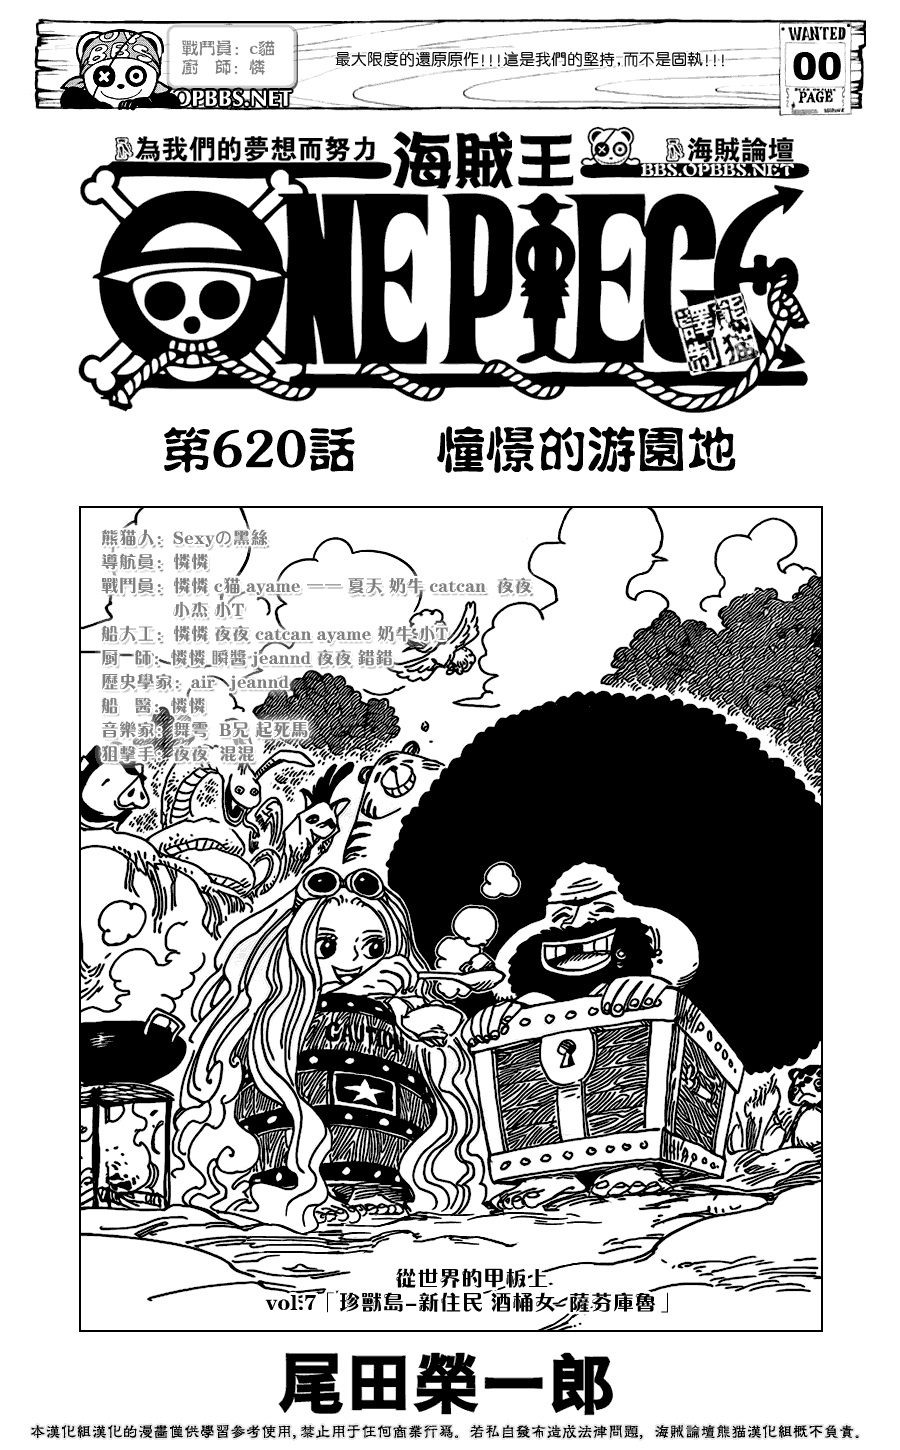 戰鬥員：c貓
廚　師：憐
OPBBS.NET
最大限度的還原原作!!!這是我們的堅持,而不是固執!!!
WANTED
00
PAGE
為我們的夢想而努力
海賊王
海賊論壇
BBS.OPBBS.NET
ONE PIECE
熊猫譯制
第620話　憧憬的游園地
熊猫人：Sexyの黑絲
導航員：憐憐
戰鬥員：憐憐 c猫 ayame 一一 夏天 奶牛 catcan 夜夜
小杰 小T
船大工：憐憐 夜夜 catcan ayame 奶牛 小T
厨　師：憐憐 瞬醬 jeannd 夜夜 錯錯
歷史學家：air jeannd
船　醫：憐憐
音樂家：舞雩 B兄 起死馬
狙擊手：夜夜 混混
CAUTION
從世界的甲板上
vol.7「珍獸島-新住民 酒桶女-薩芬庫魯」
尾田榮一郎
本漢化組漢化的漫畫僅供學習參考使用,禁止用于任何商業行為。若私自發布造成法律問題，海賊論壇熊猫漢化組概不負責。